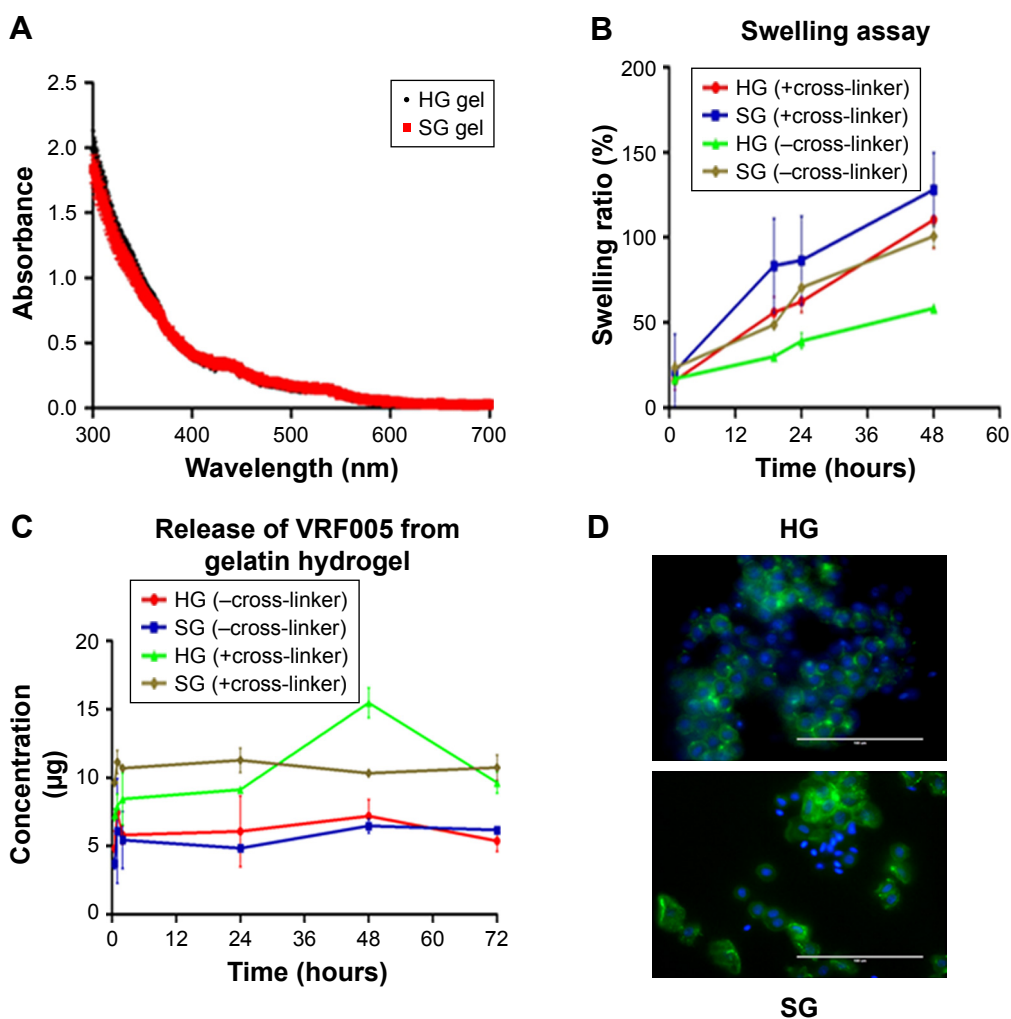 A
2.5
2.0
1.5
1.0
0.5
0.0
Absorbance
HG gel
SG gel
300
400
500
600
700
Wavelength (nm)
B
Swelling assay
200
150
100
50
0
Swelling ratio (%)
HG (+cross-linker)
SG (+cross-linker)
HG (–cross-linker)
SG (–cross-linker)
0
12
24
36
48
60
Time (hours)
C
Release of VRF005 from
gelatin hydrogel
HG (–cross-linker)
SG (–cross-linker)
HG (+cross-linker)
SG (+cross-linker)
20
15
10
5
0
Concentration
(µg)
0
12
24
36
48
60
72
Time (hours)
D
HG
SG